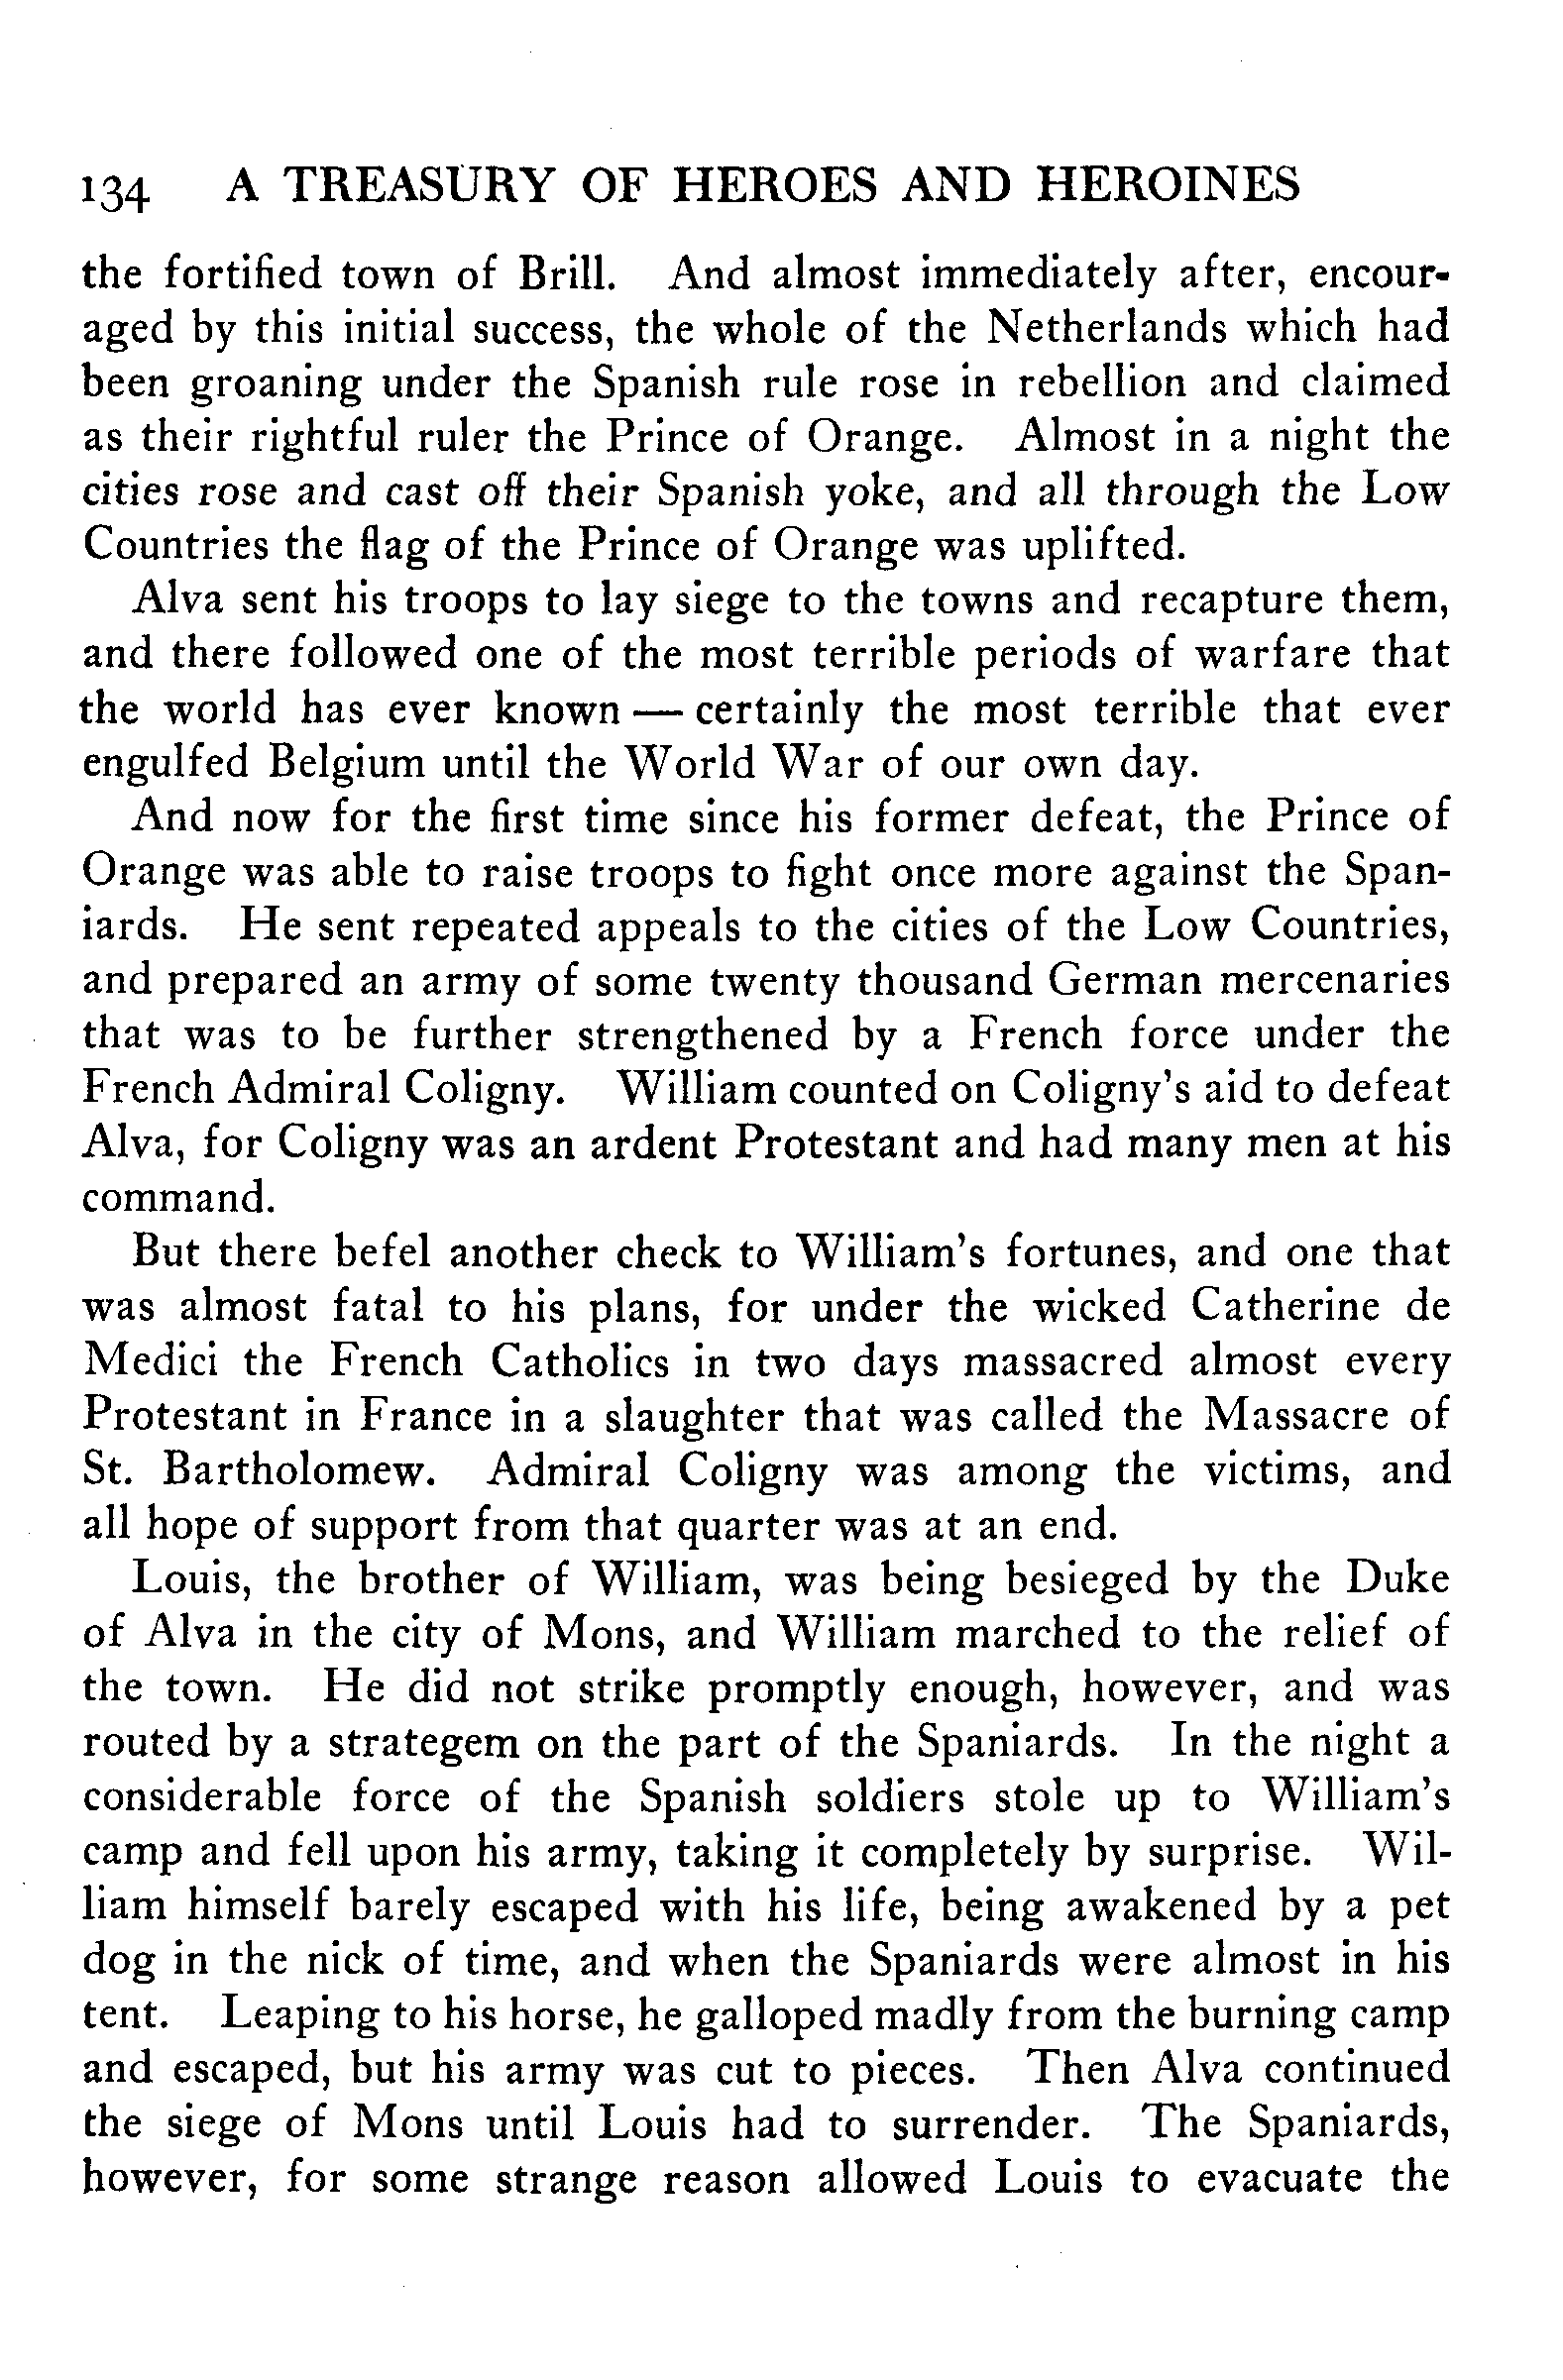 134 A TREASURY OF HEROES AND HEROINES
the fortified town of Brill. And almost immediately after, encour-
aged by this initial success, the whole of the Netherlands which had
been groaning under the Spanish rule rose in rebellion and claimed
as their rightful ruler the Prince of Orange. Almost in a night the
cities rose and cast off their Spanish yoke, and all through the Low
Countries the flag of the Prince of Orange was uplifted.
Alva sent his troops to lay siege to the towns and recapture them,
and there followed one of the most terrible periods of warfare that
the world has ever known — certainly the most terrible that ever
engulfed Belgium until the World War of our own day.
And now for the first time since his former defeat, the Prince of
Orange was able to raise troops to fight once more against the Span-
iards. He sent repeated appeals to the cities of the Low Countries,
and prepared an army of some twenty thousand German mercenaries
that was to be further strengthened by a French force under the
French Admiral Coligny. William counted on Coligny's aid to defeat
Alva, for Coligny was an ardent Protestant and had many men at his
command.
But there befel another check to William's fortunes, and one that
was almost fatal to his plans, for under the wicked Catherine de
Medici the French Catholics in two days massacred almost every
Protestant in France in a slaughter that was called the Massacre of
St. Bartholomew. Admiral Coligny was among the victims, and
all hope of support from that quarter was at an end.
Louis, the brother of William, was being besieged by the Duke
of Alva in the city of Mons, and William marched to the relief of
the town. He did not strike promptly enough, however, and was
routed by a strategem on the part of the Spaniards. In the night a
considerable force of the Spanish soldiers stole up to William's
camp and fell upon his army, taking it completely by surprise. Wil-
liam himself barely escaped with his life, being awakened by a pet
dog in the nick of time, and when the Spaniards were almost in his
tent. Leaping to his horse, he galloped madly from the burning camp
and escaped, but his army was cut to pieces. Then Alva continued
the siege of Mons until Louis had to surrender. The Spaniards,
however, for some strange reason allowed Louis to evacuate the